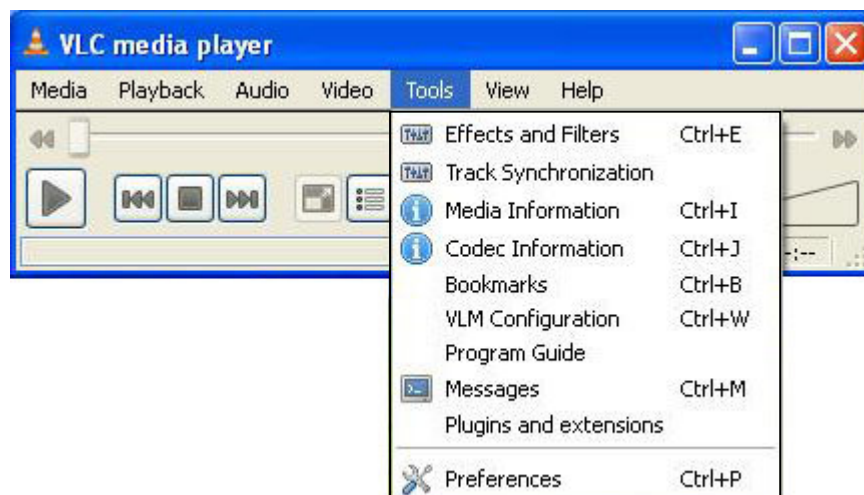 VLC media player
Media Playback Audio Video Tools View Help
Effects and Filters Ctrl+E
Track Synchronization
Media Information Ctrl+I
Codec Information Ctrl+J
-:--
Bookmarks Ctrl+B
VLM Configuration Ctrl+W
Program Guide
Messages Ctrl+M
Plugins and extensions
Preferences Ctrl+P